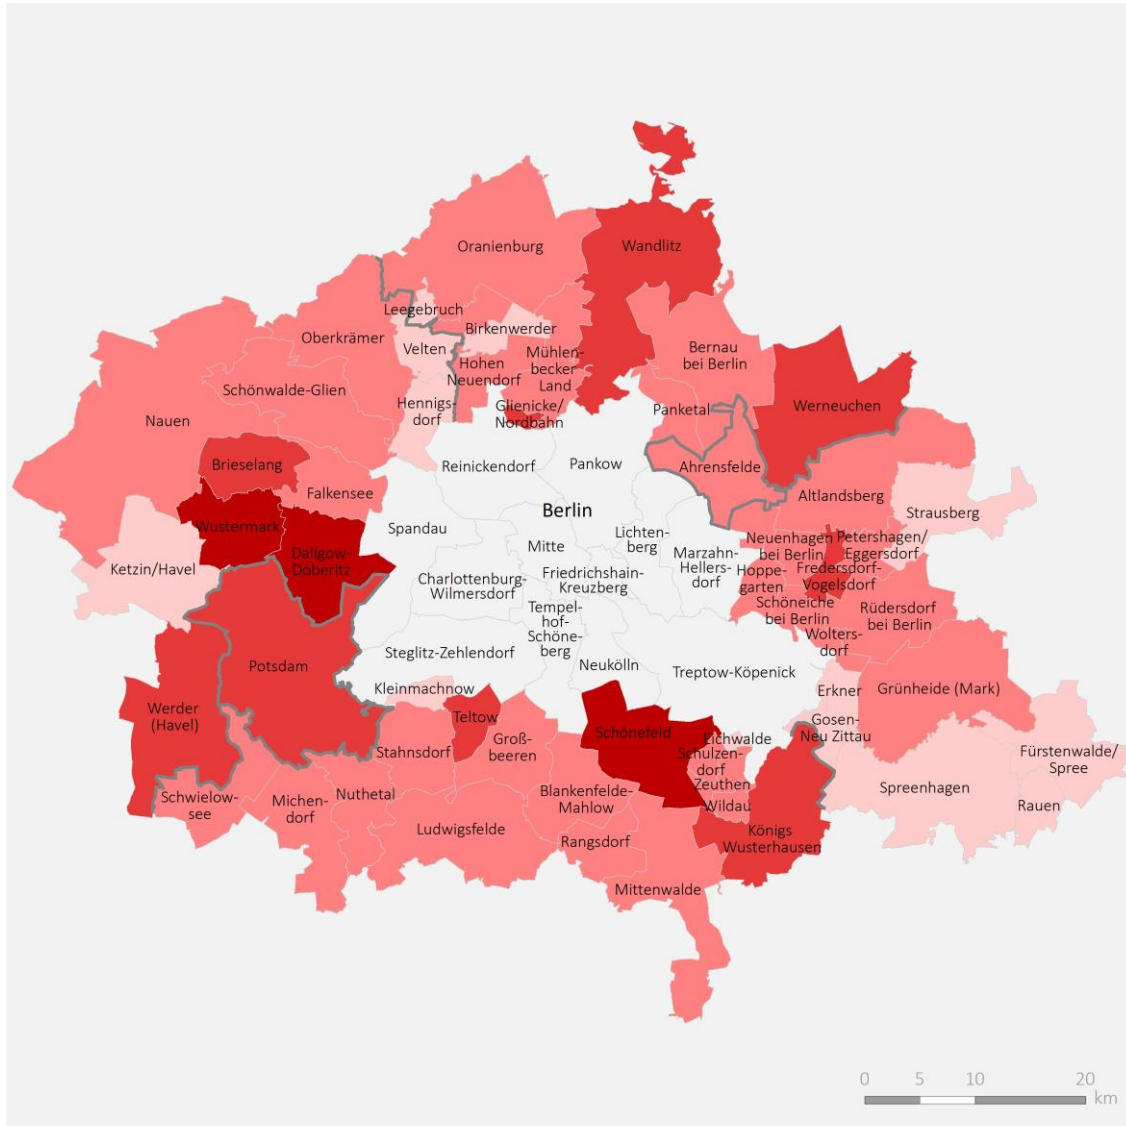 Oranienburg
Wandlitz
Leegebruch
Birkenwerder
Oberkrämer
Velten
Mühlen-
becker
Land
Bernau
bei Berlin
Hohen
Neuendorf
Schönwalde-Glien
Hennigs-
dorf
Glienicke/
Nordbahn
Panketal
Werneuchen
Nauen
Brieselang
Reinickendorf
Pankow
Ahrensfelde
Falkensee
Altlandsberg
Strausberg
Wustermark
Spandau
Berlin
Lichten-
berg
Neuenhagen
bei Berlin
Petershagen/
Eggersdorf
Dallgow-
Döberitz
Mitte
Marzahn-
Hellers-
dorf
Hoppe-
garten
Fredersdorf-
Vogelsdorf
Ketzin/Havel
Charlottenburg-
Wilmersdorf
Friedrichshain-
Kreuzberg
Schöneiche
bei Berlin
Rüdersdorf
bei Berlin
Tempel-
hof-
Schöne-
berg
Wolters-
dorf
Steglitz-Zehlendorf
Potsdam
Neukölln
Treptow-Köpenick
Kleinmachnow
Erkner
Grünheide (Mark)
Werder
(Havel)
Teltow
Schönefeld
Gosen-
Neu Zittau
Stahnsdorf
Groß-
beeren
Eichwalde
Schulzen-
dorf
Zeuthen
Fürstenwalde/
Spree
Schwielow-
see
Michen-
dorf
Nuthetal
Blankenfelde-
Mahlow
Wildau
Spreenhagen
Rauen
Ludwigsfelde
Rangsdorf
Königs
Wusterhausen
Mittenwalde
0 5 10 20
km